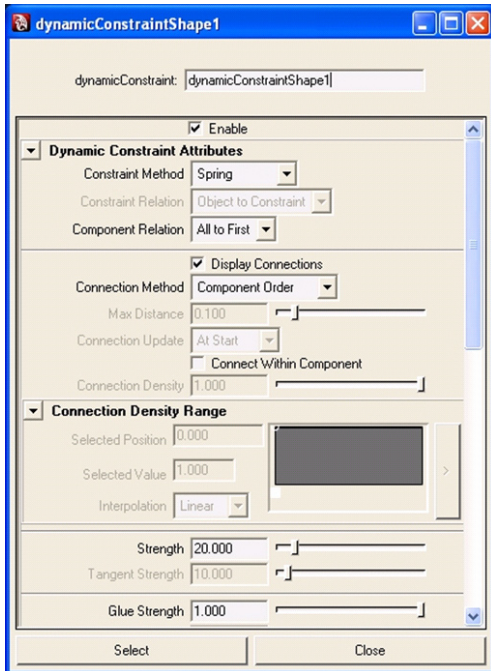 dynamicConstraintShape1
dynamicConstraint: dynamicConstraintShape1
Enable
Dynamic Constraint Attributes
Constraint Method Spring
Constraint Relation Object to Constraint
Component Relation All to First
Display Connections
Connection Method Component Order
Max Distance 0.100
Connection Update At Start
Connect Within Component
Connection Density 1.000
Connection Density Range
Selected Position 0.000
Selected Value 1.000
>
Interpolation Linear
Strength 20.000
Tangent Strength 10.000
Glue Strength 1.000
Select Close